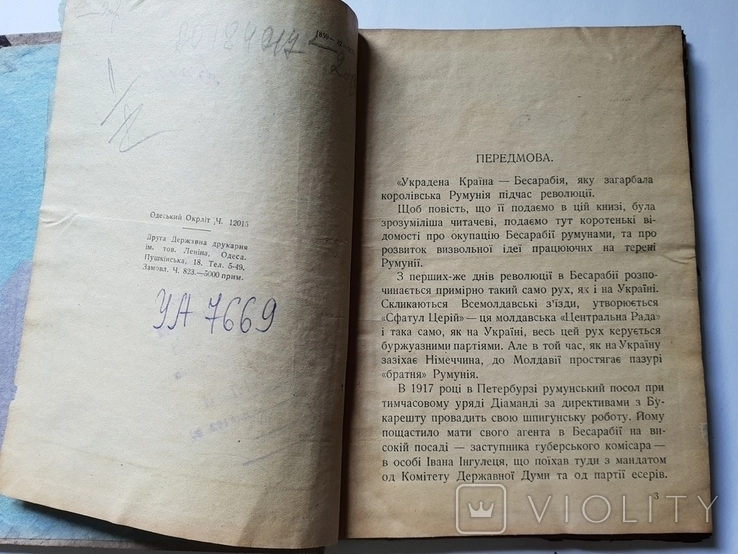 20184017
Одеський Окрліт Ч. 12015
Друга Державна друкарня
ім. тов. Леніна, Одеса.
Пушкінська, 18. Тел. 5-49.
Замовл. Ч. 823.—5000 прим.
УА 7669
ПЕРЕДМОВА.
«Украдена Країна — Бесарабія, яку загарбала
королівська Румунія підчас революції.
Щоб повість, що її подаємо в цій книзі, була
зрозуміліша читачеві, подаємо тут коротенькі ві-
домості про окупацію Бесарабії румунами, та про
розвиток визвольної ідеї працюючих на терені
Румунії.
З перших-же днів революції в Бесарабії розпо-
чинається примірно такий само рух, як і на Україні.
Скликаються Всемолдавські з'їзди, утворюється
«Сфатул Церій» — ця молдавська «Центральна Рада»
і така само, як на Україні, весь цей рух керується
буржуазними партіями. Але в той час, як на Україну
зазіхає Німеччина, до Молдавії простягає пазурі
«братня» Румунія.
В 1917 році в Петербурзі румунський посол при
тимчасовому уряді Діаманді за директивами з Бу-
карешту провадить свою шпигунську роботу. Йому
пощастило мати свого агента в Бесарабії на ви-
сокій посаді — заступника губерського комісара —
в особі Івана Інгулеця, що поїхав туди з мандатом
од Комітету Державної Думи та од партії есерів.
3
VIOLITY